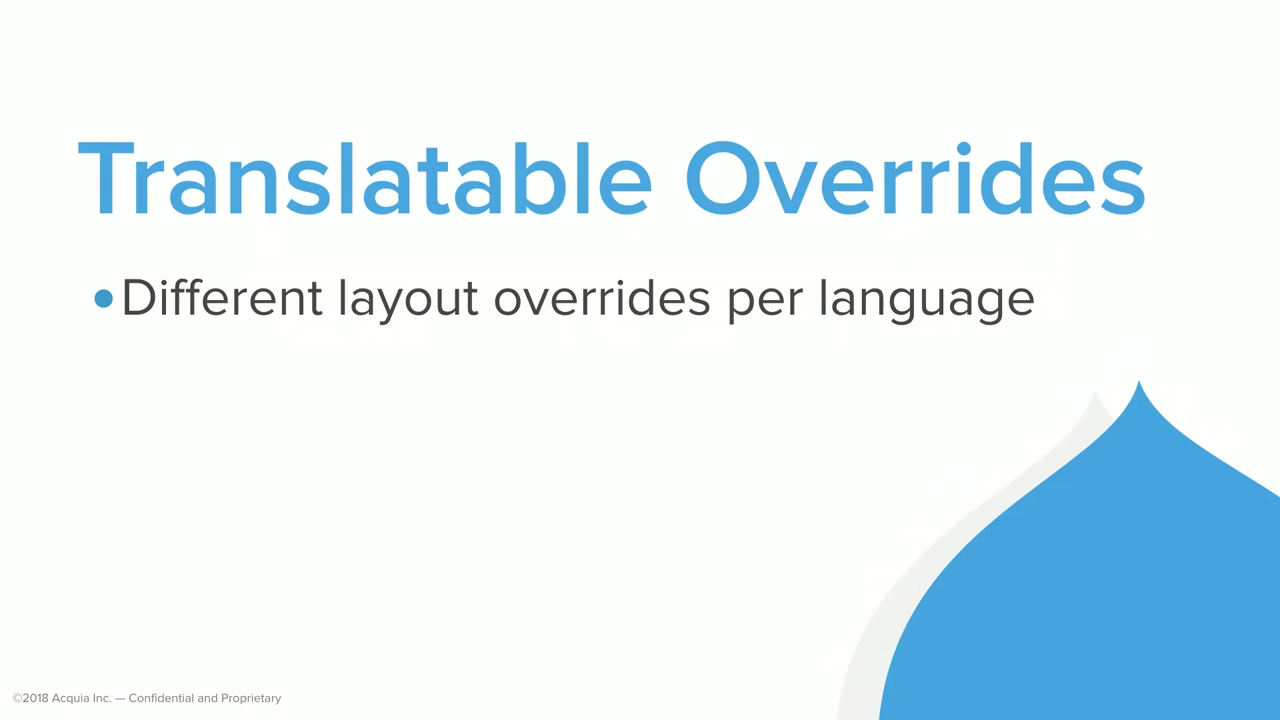 Translatable Overrides
•Different layout overrides per language
©2018 Acquia Inc. — Confidential and Proprietary